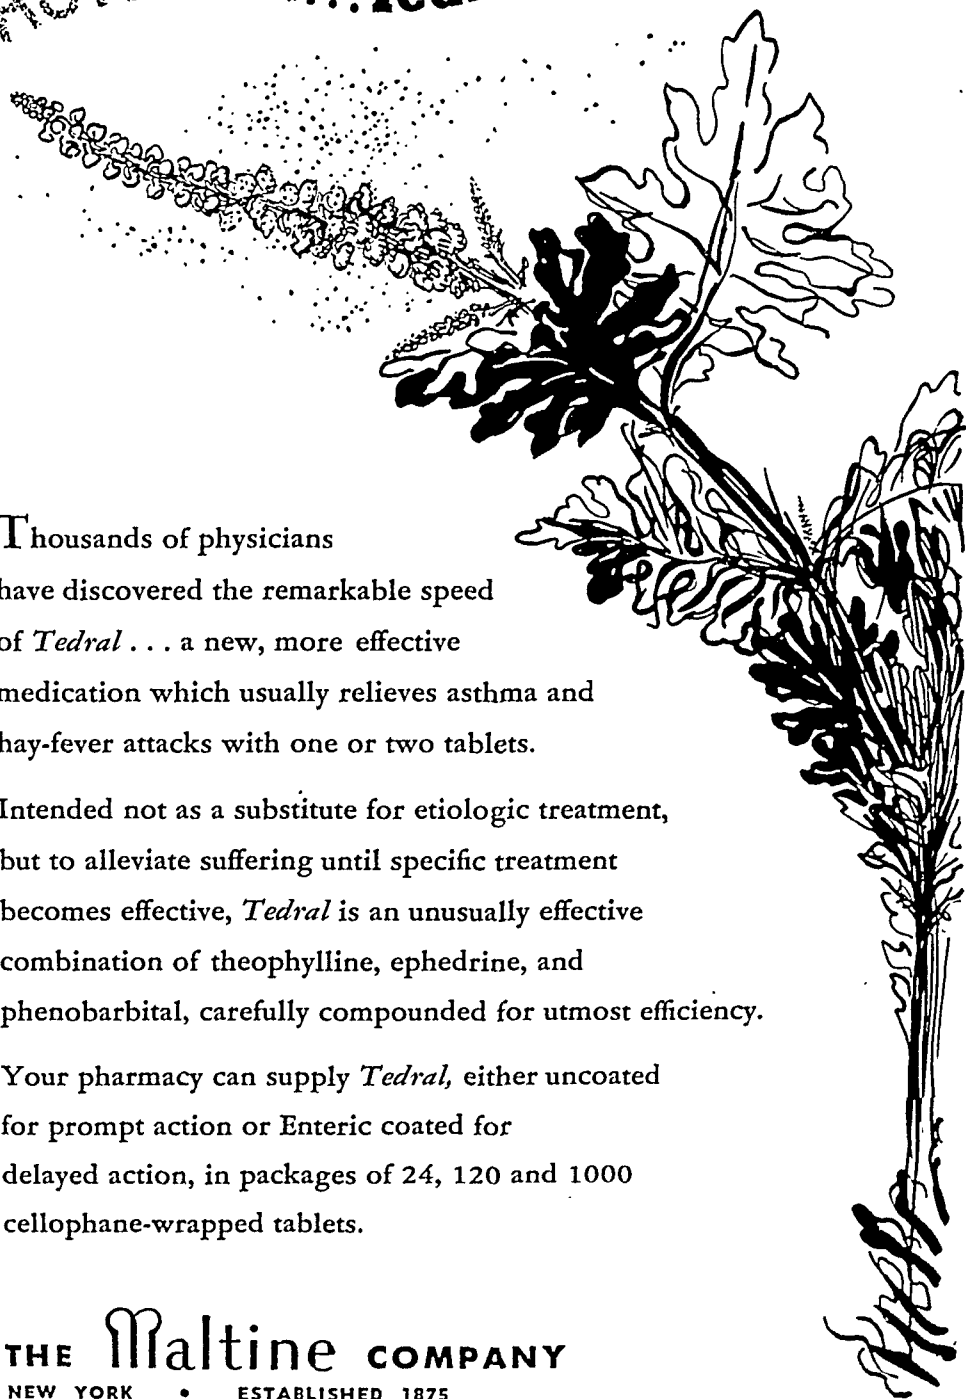 Thousands of physicians
have discovered the remarkable speed
of Tedral . . . a new, more effective
medication which usually relieves asthma and
hay-fever attacks with one or two tablets.
Intended not as a substitute for etiologic treatment,
but to alleviate suffering until specific treatment
becomes effective, Tedral is an unusually effective
combination of theophylline, ephedrine, and
phenobarbital, carefully compounded for utmost efficiency.
Your pharmacy can supply Tedral, either uncoated
for prompt action or Enteric coated for
delayed action, in packages of 24, 120 and 1000
cellophane-wrapped tablets.
THE Maltine COMPANY
NEW YORK • ESTABLISHED 1875